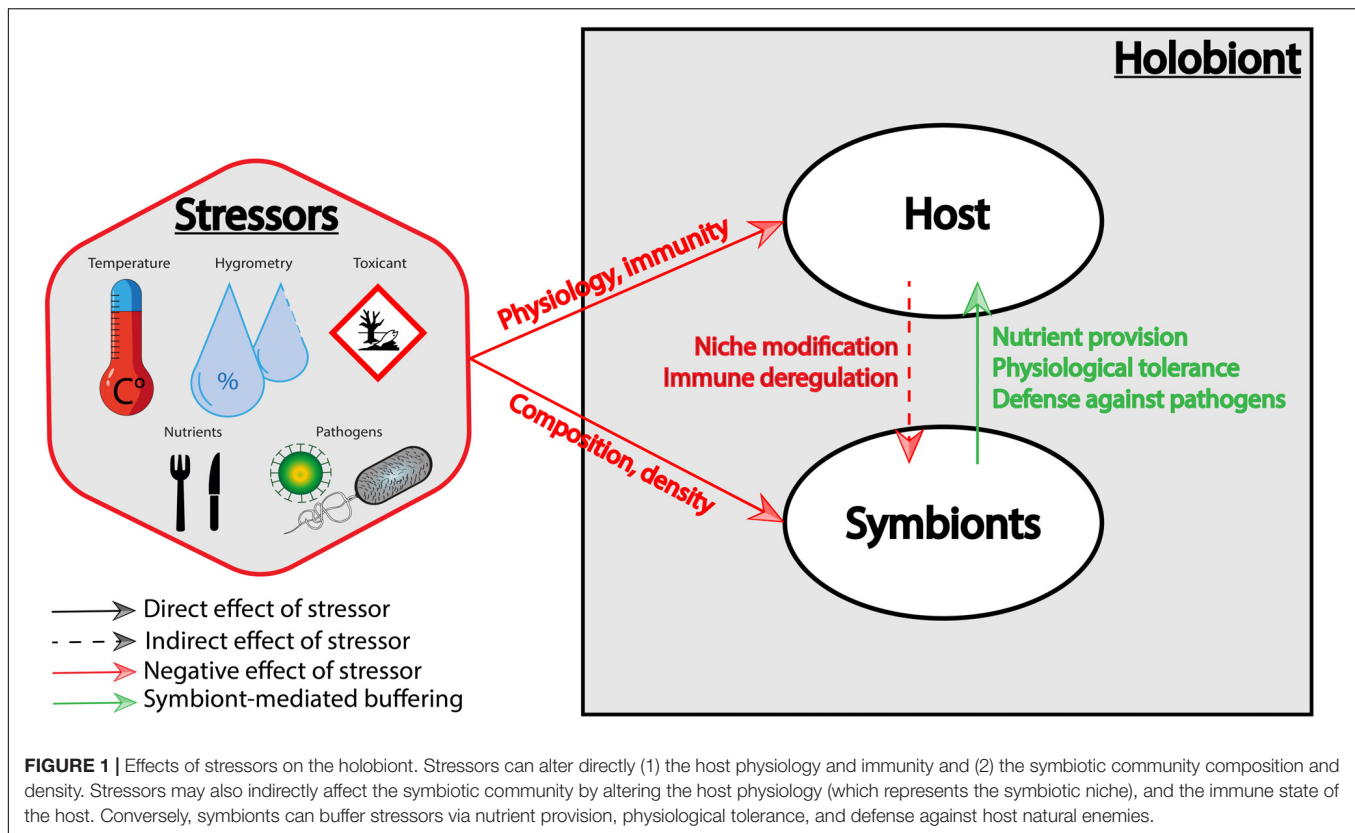 Holobiont
Stressors
Temperature
Hygrometry
Toxicant
C°
%
Nutrients
Pathogens
Physiology, immunity
Composition, density
Host
Niche modification
Immune deregulation
Nutrient provision
Physiological tolerance
Defense against pathogens
Symbionts
Direct effect of stressor
Indirect effect of stressor
Negative effect of stressor
Symbiont-mediated buffering
FIGURE 1 | Effects of stressors on the holobiont. Stressors can alter directly (1) the host physiology and immunity and (2) the symbiotic community composition and
density. Stressors may also indirectly affect the symbiotic community by altering the host physiology (which represents the symbiotic niche), and the immune state of
the host. Conversely, symbionts can buffer stressors via nutrient provision, physiological tolerance, and defense against host natural enemies.